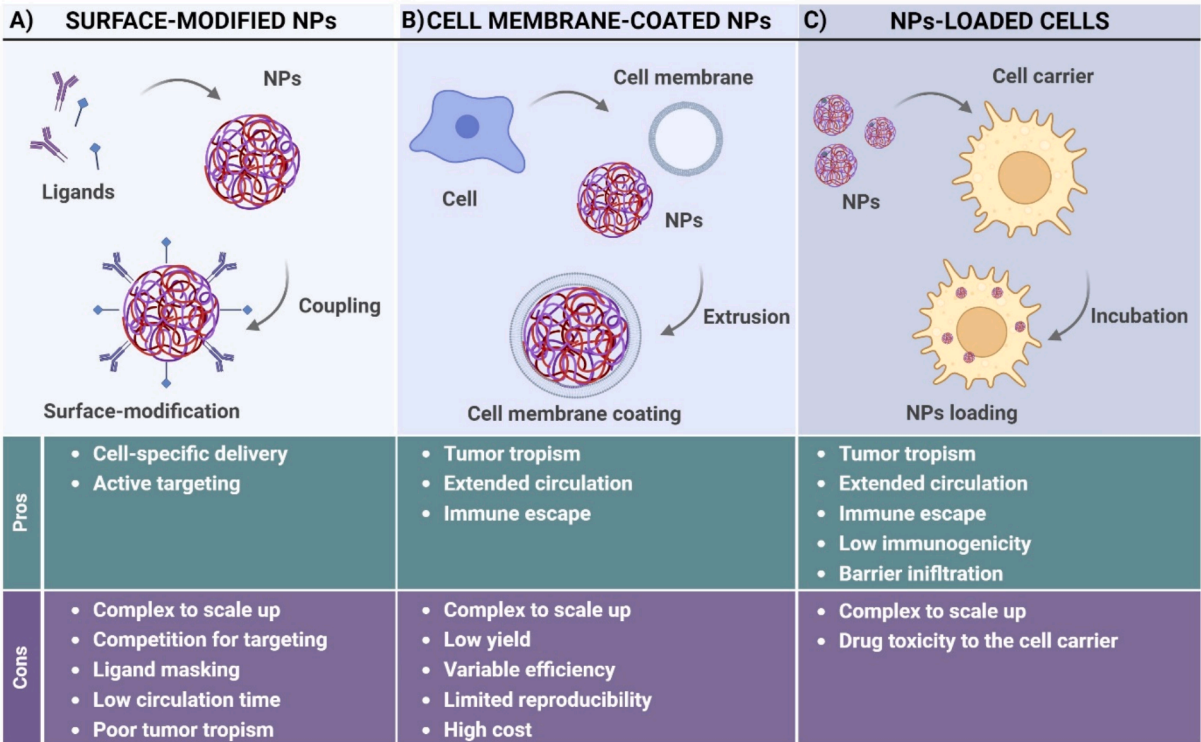 A) SURFACE-MODIFIED NPs
B) CELL MEMBRANE-COATED NPs
C) NPs-LOADED CELLS
Ligands
NPs
Coupling
Surface-modification
Cell
Cell membrane
NPs
Extrusion
Cell membrane coating
NPs
Cell carrier
Incubation
NPs loading
Pros
• Cell-specific delivery
• Active targeting
• Tumor tropism
• Extended circulation
• Immune escape
• Tumor tropism
• Extended circulation
• Immune escape
• Low immunogenicity
• Barrier inifltration
Cons
• Complex to scale up
• Competition for targeting
• Ligand masking
• Low circulation time
• Poor tumor tropism
• Complex to scale up
• Low yield
• Variable efficiency
• Limited reproducibility
• High cost
• Complex to scale up
• Drug toxicity to the cell carrier